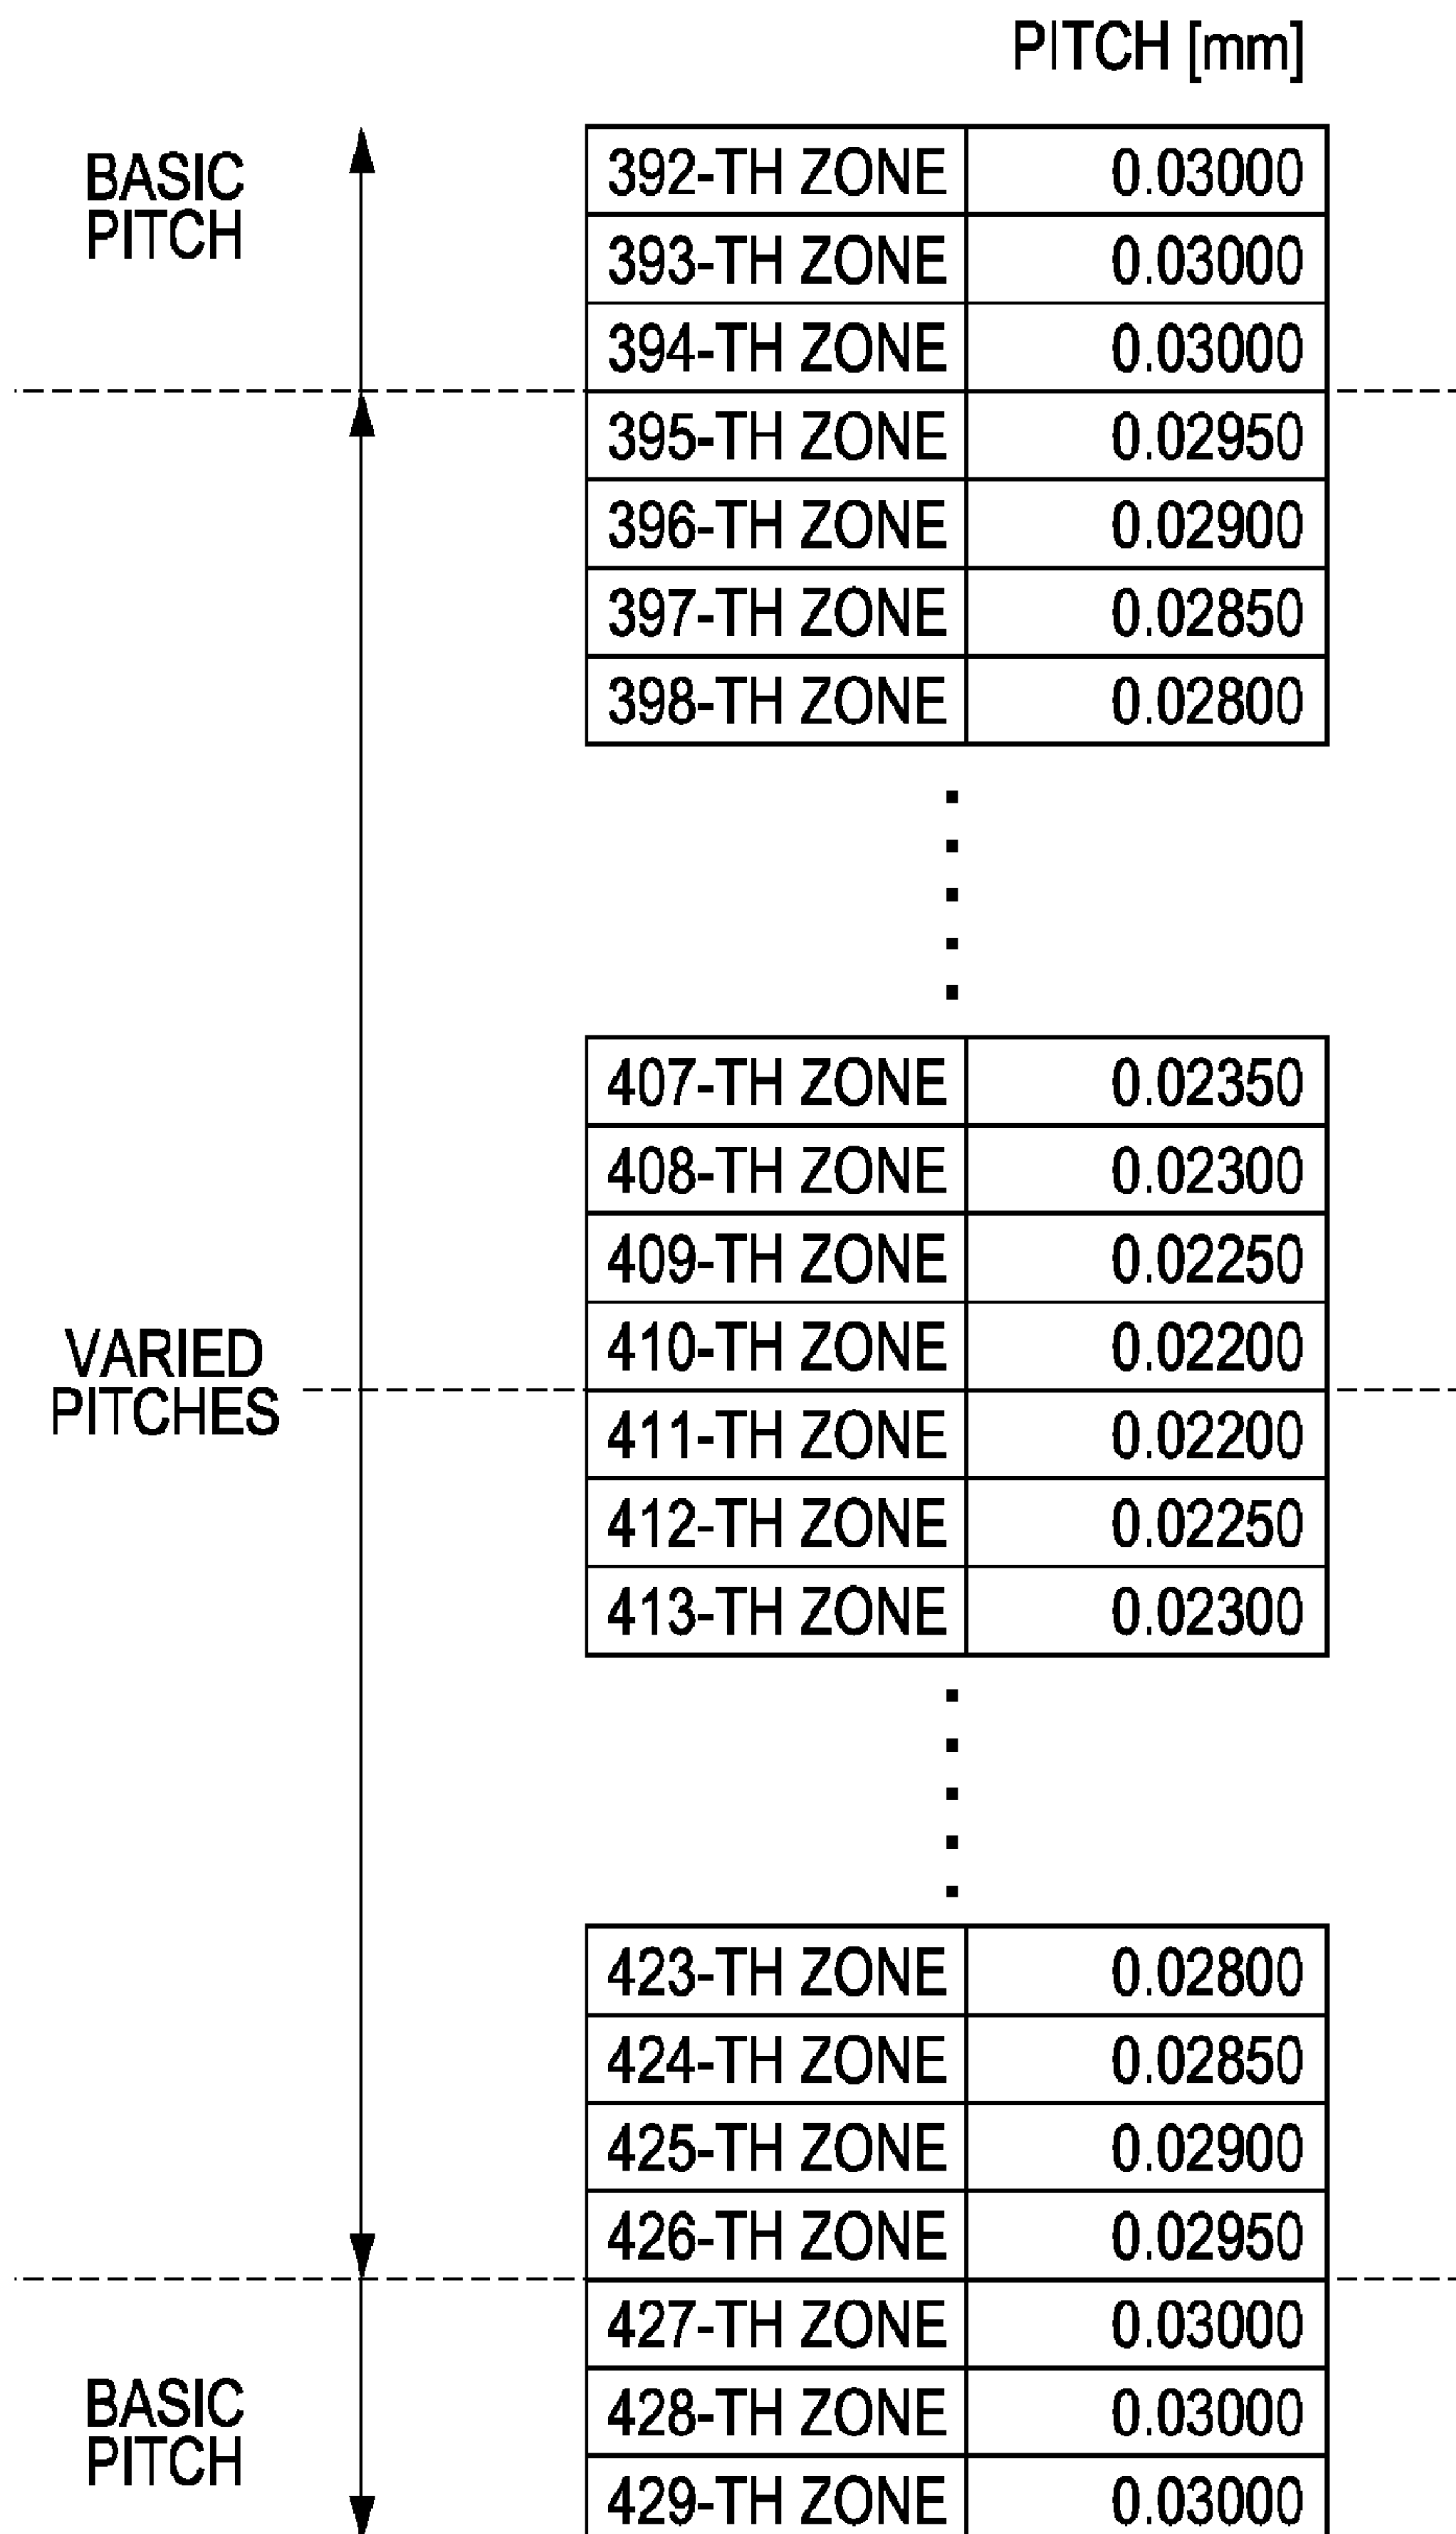 PITCH [mm]
BASIC
PITCH
392-TH ZONE 0.03000
393-TH ZONE 0.03000
394-TH ZONE 0.03000
395-TH ZONE 0.02950
396-TH ZONE 0.02900
397-TH ZONE 0.02850
398-TH ZONE 0.02800
407-TH ZONE 0.02350
408-TH ZONE 0.02300
409-TH ZONE 0.02250
410-TH ZONE 0.02200
VARIED
PITCHES
411-TH ZONE 0.02200
412-TH ZONE 0.02250
413-TH ZONE 0.02300
423-TH ZONE 0.02800
424-TH ZONE 0.02850
425-TH ZONE 0.02900
426-TH ZONE 0.02950
427-TH ZONE 0.03000
BASIC
PITCH
428-TH ZONE 0.03000
429-TH ZONE 0.03000